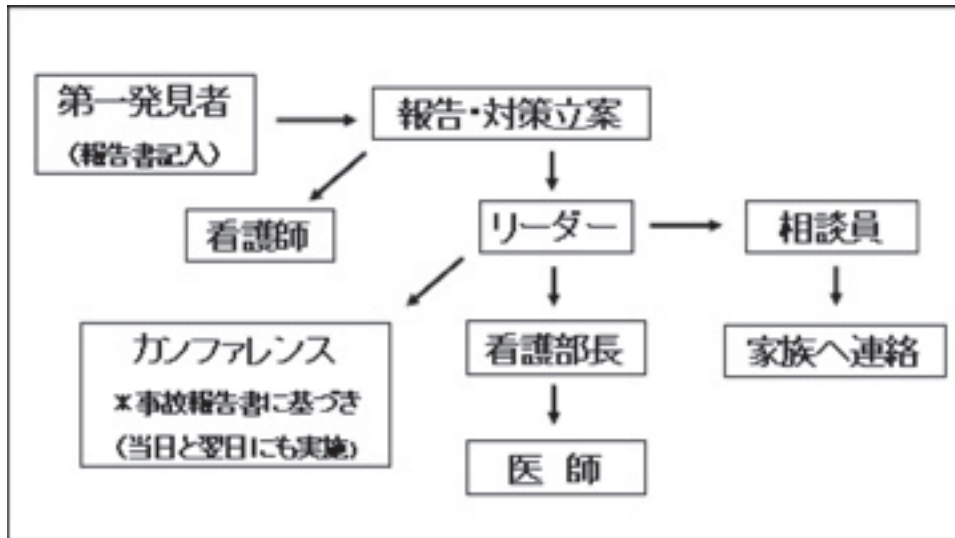 第一発見者
(報告書記入)
報告・対策立案
看護師
リーダー
相談員
カンファレンス
*事故報告書に基づき
(当日と翌日にも実施)
看護部長
家族へ連絡
医 師